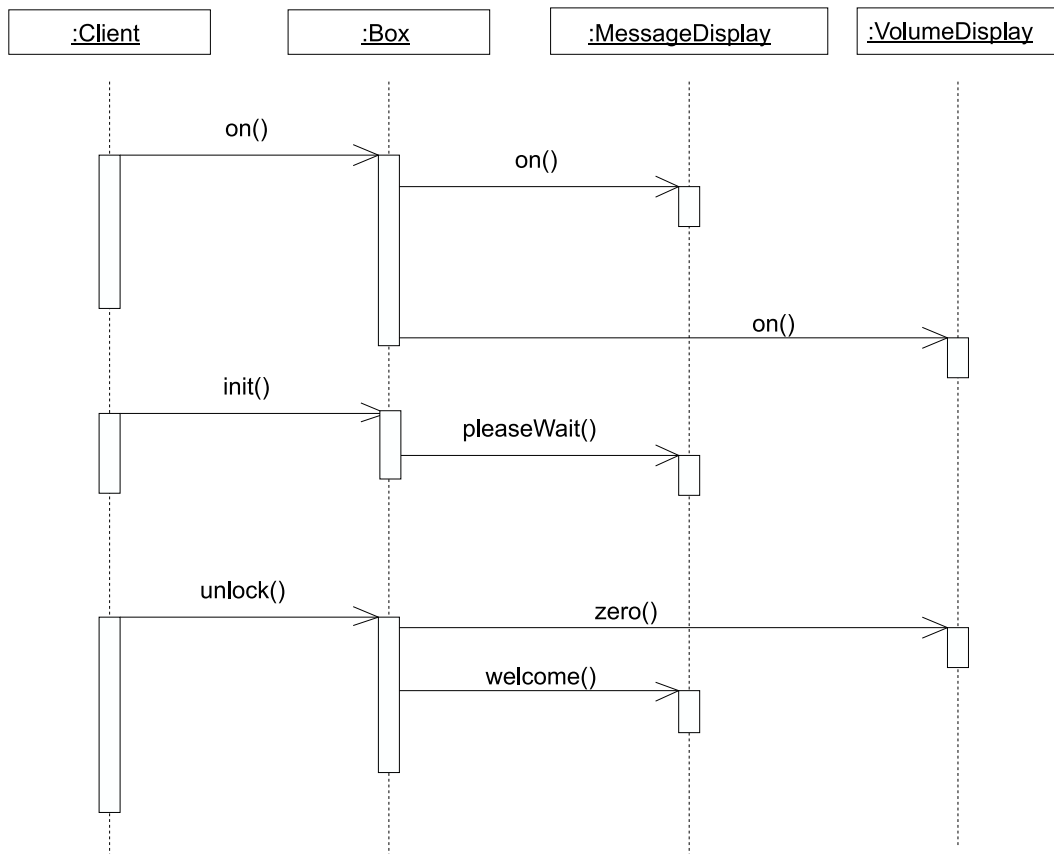 :Client
:Box
:MessageDisplay
:VolumeDisplay
on()
on()
on()
init()
pleaseWait()
unlock()
zero()
welcome()